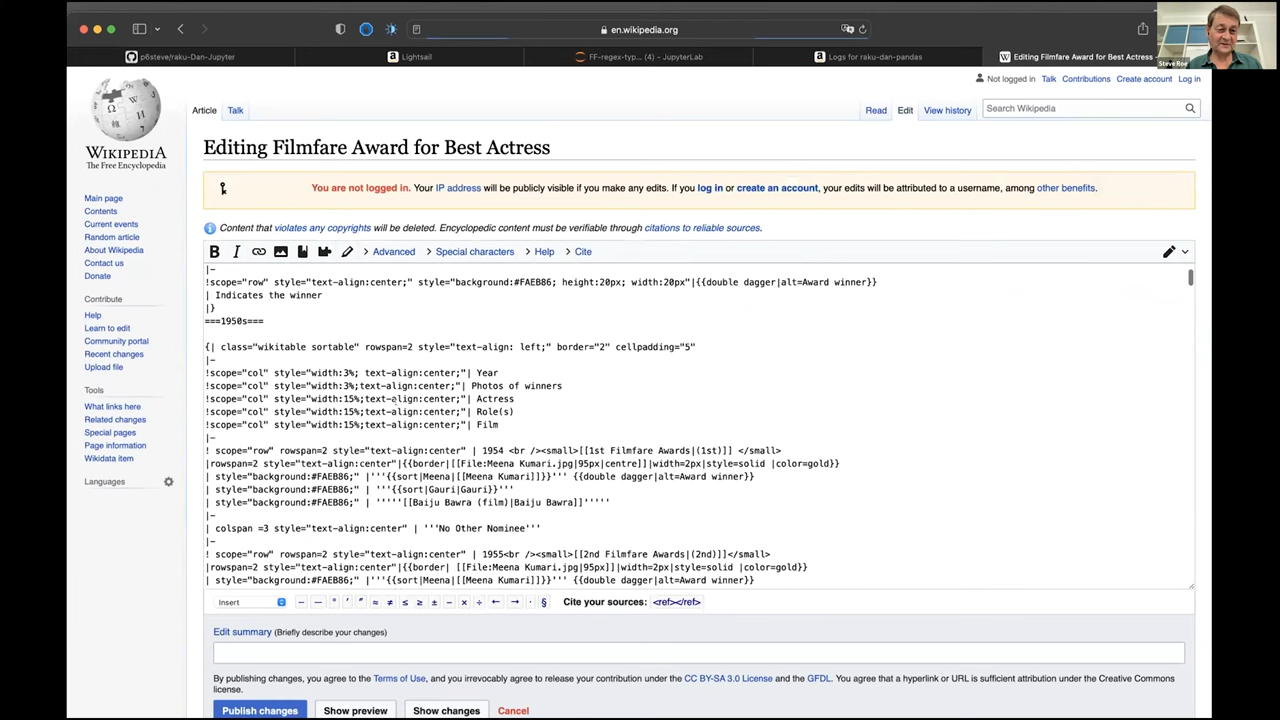 en.wikipedia.org
p6steve/raku-Dan-Jupyter
Lightsail
FF-regex-typ... (4) - JupyterLab
Logs for raku-dan-pandas
Editing Filmfare Award for Best Actress
Steve Roe
Not logged in Talk Contributions Create account Log in
Article Talk
Read Edit View history
Search Wikipedia
WIKIPEDIA
The Free Encyclopedia
Main page
Contents
Current events
Random article
About Wikipedia
Contact us
Donate
Contribute
Help
Learn to edit
Community portal
Recent changes
Upload file
Tools
What links here
Related changes
Special pages
Page information
Wikidata item
Languages
Editing Filmfare Award for Best Actress
You are not logged in. Your IP address will be publicly visible if you make any edits. If you log in or create an account, your edits will be attributed to a username, among other benefits.
Content that violates any copyrights will be deleted. Encyclopedic content must be verifiable through citations to reliable sources.
B I Advanced Special characters Help Cite
|-
!scope="row" style="text-align:center;" style="background:#FAEB86; height:20px; width:20px"|{{double dagger|alt=Award winner}}
| Indicates the winner
|}
===1950s===
{| class="wikitable sortable" rowspan=2 style="text-align: left;" border="2" cellpadding="5"
|-
!scope="col" style="width:3%; text-align:center;"| Year
!scope="col" style="width:3%;text-align:center;"| Photos of winners
!scope="col" style="width:15%;text-align:center;"| Actress
!scope="col" style="width:15%;text-align:center;"| Role(s)
!scope="col" style="width:15%;text-align:center;"| Film
|-
! scope="row" rowspan=2 style="text-align:center" | 1954 <br /><small>[[1st Filmfare Awards|(1st)]] </small>
|rowspan=2 style="text-align:center"|{{border|[[File:Meena Kumari.jpg|95px|centre]]|width=2px|style=solid |color=gold}}
| style="background:#FAEB86;" |'''{{sort|Meena|[[Meena Kumari]]}}''' {{double dagger|alt=Award winner}}
| style="background:#FAEB86;" | '''{{sort|Gauri|Gauri}}'''
| style="background:#FAEB86;" | '''''[[Baiju Bawra (film)|Baiju Bawra]]'''''
|-
| colspan =3 style="text-align:center" | '''No Other Nominee'''
|-
! scope="row" rowspan=2 style="text-align:center" | 1955<br /><small>[[2nd Filmfare Awards|(2nd)]]</small>
|rowspan=2 style="text-align:center"|{{border| [[File:Meena Kumari.jpg|95px]]|width=2px|style=solid |color=gold}}
| style="background:#FAEB86;" |'''{{sort|Meena|[[Meena Kumari]]}}''' {{double dagger|alt=Award winner}}
Insert – — ° ′ ″ ≈ ≠ ≤ ≥ ± − × ÷ ← → · § Cite your sources: <ref></ref>
Edit summary (Briefly describe your changes)
By publishing changes, you agree to the Terms of Use, and you irrevocably agree to release your contribution under the CC BY-SA 3.0 License and the GFDL. You agree that a hyperlink or URL is sufficient attribution under the Creative Commons
license.
Publish changes Show preview Show changes Cancel